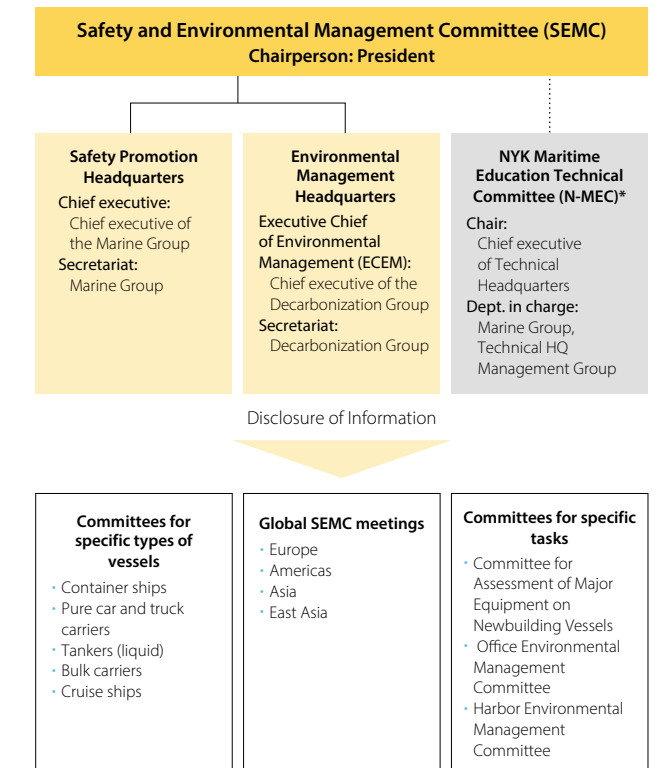 Safety and Environmental Management Committee (SEMC)
Chairperson: President
Safety Promotion
Headquarters
Chief executive:
Chief executive of
the Marine Group
Secretariat:
Marine Group
Environmental
Management
Headquarters
Executive Chief
of Environmental
Management (ECEM):
Chief executive of the
Decarbonization Group
Secretariat:
Decarbonization Group
NYK Maritime
Education Technical
Committee (N-MEC)*
Chair:
Chief executive
of Technical
Headquarters
Dept. in charge:
Marine Group,
Technical HQ
Management Group
Disclosure of Information
Committees for
specific types of
vessels
・Container ships
・Pure car and truck
carriers
・Tankers (liquid)
・Bulk carriers
・Cruise ships
Global SEMC meetings
・Europe
・Americas
・Asia
・East Asia
Committees for specific
tasks
・Committee for
Assessment of Major
Equipment on
Newbuilding Vessels
・Office Environmental
Management
Committee
・Harbor Environmental
Management
Committee